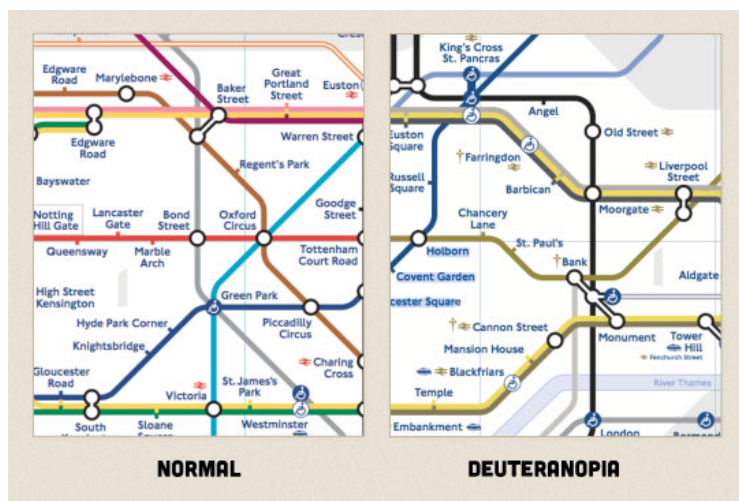 Edgware
Road
Marylebone
Baker
Street
Great
Portland
Street
Euston
Warren Street
Edgware
Road
Regent's Park
Bayswater
Goodge
Street
Notting
Hill Gate
Lancaster
Gate
Bond
Street
Oxford
Circus
Queensway
Marble
Arch
Tottenham
Court Road
High Street
Kensington
Green Park
Hyde Park Corner
Piccadilly
Circus
Knightsbridge
Charing
Cross
Gloucester
Road
Victoria
St. James's
Park
South
Sloane
Westminster
NORMAL
King's Cross
St. Pancras
Angel
Old Street
Euston
Square
Farringdon
Liverpool
Street
Russell
Square
Barbican
Moorgate
Chancery
Lane
St. Paul's
Holborn
Bank
Covent Garden
Aldgate
cester Square
Cannon Street
Monument
Tower
Hill
Fenchurch Street
Mansion House
Blackfriars
Temple
River Thames
Embankment
London
DEUTERANOPIA